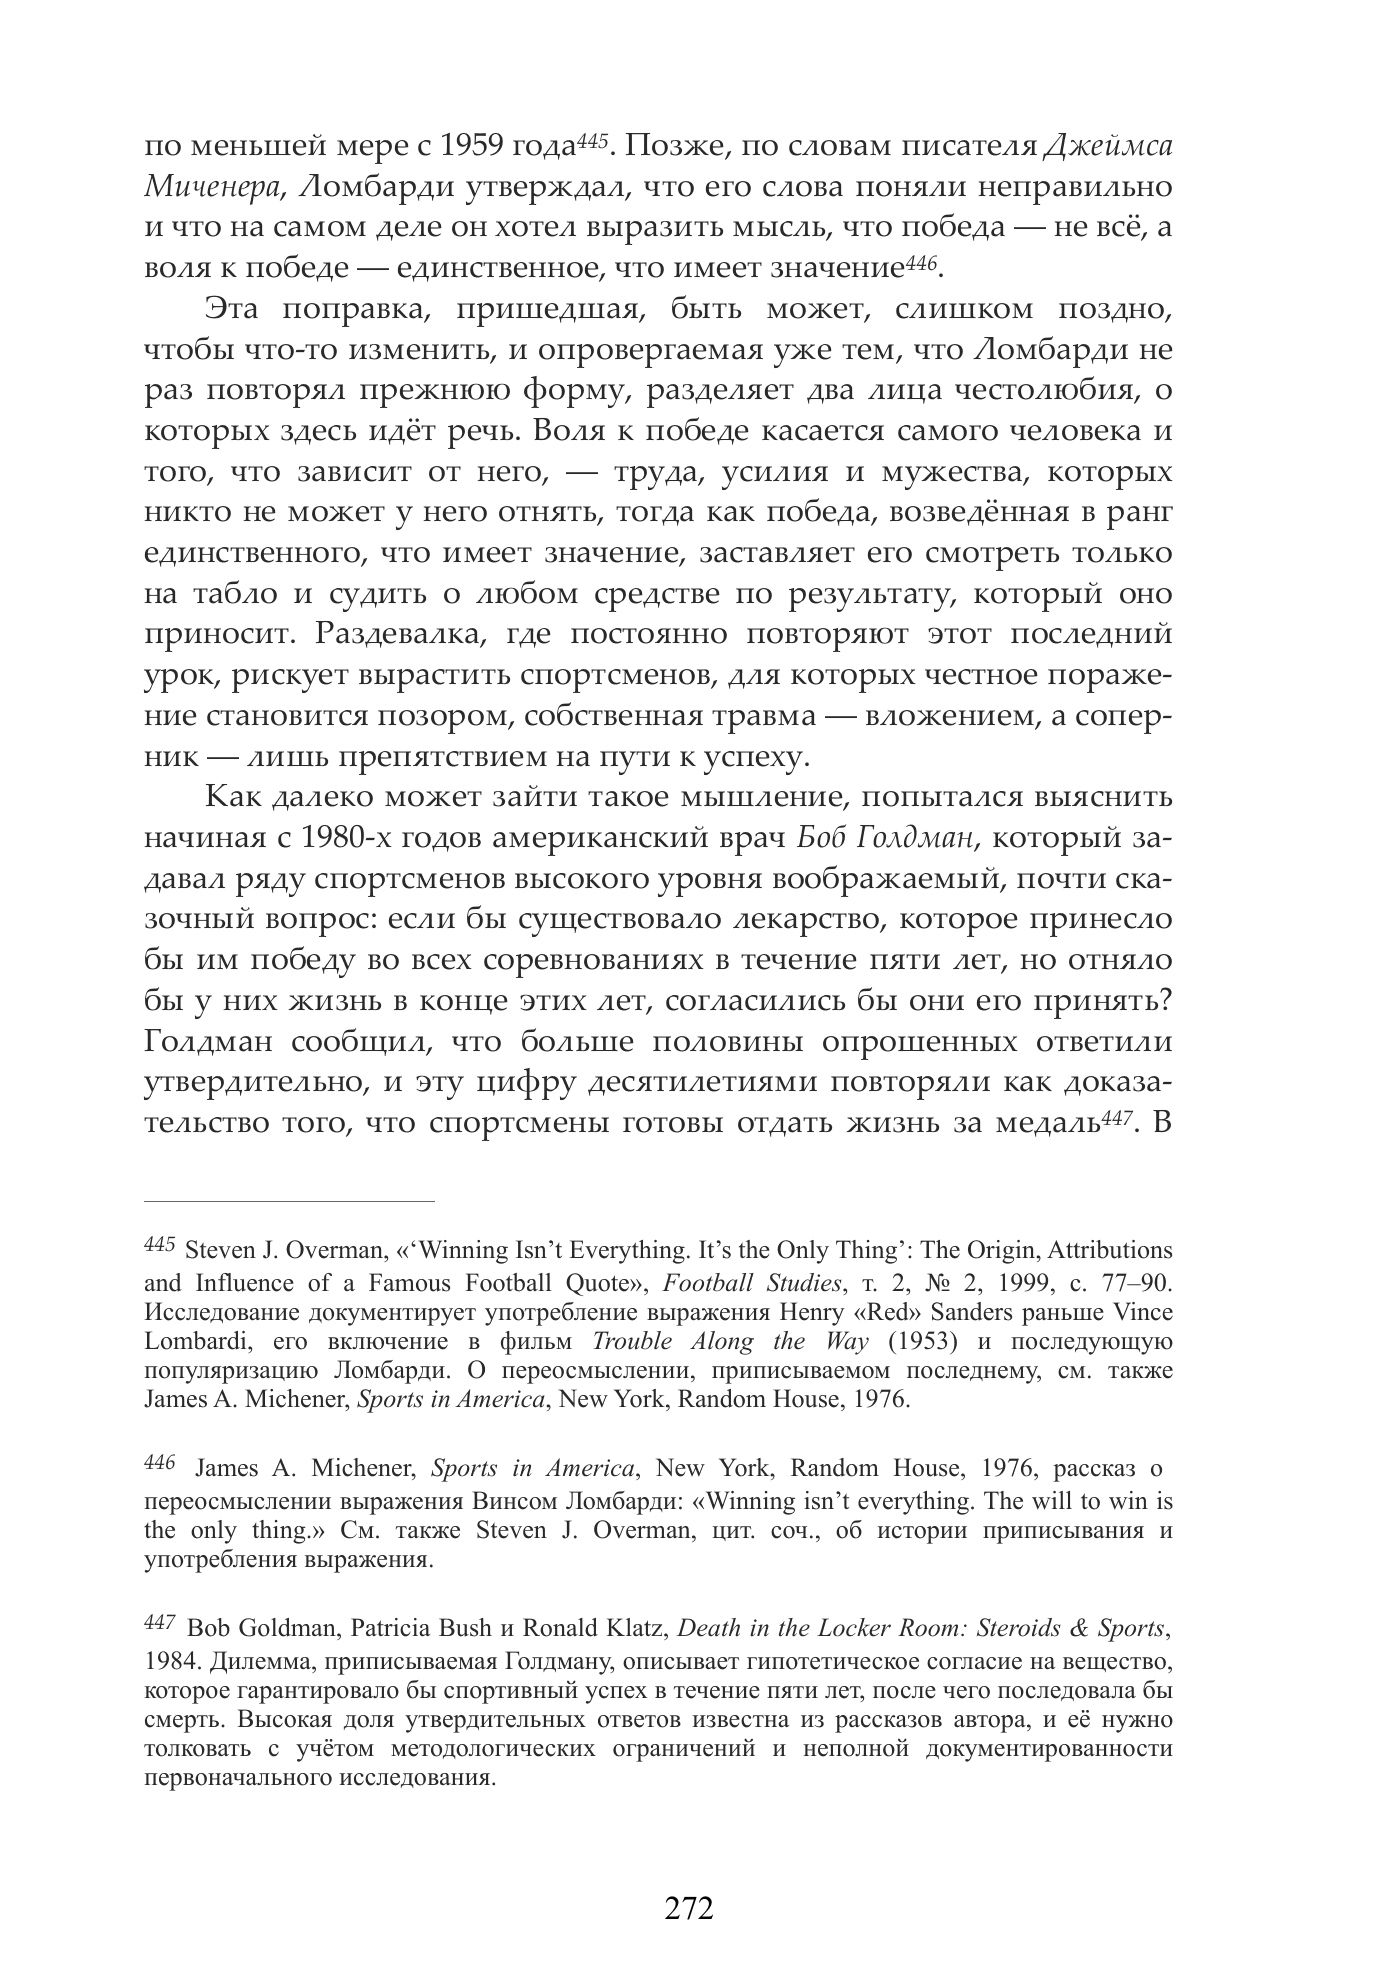 по меньшей мере с 1959 года445. Позже, по словам писателя Джеймса
Миченера, Ломбарди утверждал, что его слова поняли неправильно
и что на самом деле он хотел выразить мысль, что победа — не всё, а
воля к победе — единственное, что имеет значение446.
Эта поправка, пришедшая, быть может, слишком поздно,
чтобы что-то изменить, и опровергаемая уже тем, что Ломбарди не
раз повторял прежнюю форму, разделяет два лица честолюбия, о
которых здесь идёт речь. Воля к победе касается самого человека и
того, что зависит от него, — труда, усилия и мужества, которых
никто не может у него отнять, тогда как победа, возведённая в ранг
единственного, что имеет значение, заставляет его смотреть только
на табло и судить о любом средстве по результату, который оно
приносит. Раздевалка, где постоянно повторяют этот последний
урок, рискует вырастить спортсменов, для которых честное пораже-
ние становится позором, собственная травма — вложением, а сопер-
ник — лишь препятствием на пути к успеху.
Как далеко может зайти такое мышление, попытался выяснить
начиная с 1980-х годов американский врач Боб Голдман, который за-
давал ряду спортсменов высокого уровня воображаемый, почти ска-
зочный вопрос: если бы существовало лекарство, которое принесло
бы им победу во всех соревнованиях в течение пяти лет, но отняло
бы у них жизнь в конце этих лет, согласились бы они его принять?
Голдман сообщил, что больше половины опрошенных ответили
утвердительно, и эту цифру десятилетиями повторяли как доказа-
тельство того, что спортсмены готовы отдать жизнь за медаль447. В
445 Steven J. Overman, «‘Winning Isn’t Everything. It’s the Only Thing’: The Origin, Attributions
and Influence of a Famous Football Quote», Football Studies, т. 2, № 2, 1999, с. 77–90.
Исследование документирует употребление выражения Henry «Red» Sanders раньше Vince
Lombardi, его включение в фильм Trouble Along the Way (1953) и последующую
популяризацию Ломбарди. О переосмыслении, приписываемом последнему, см. также
James A. Michener, Sports in America, New York, Random House, 1976.
446 James A. Michener, Sports in America, New York, Random House, 1976, рассказ о
переосмыслении выражения Винсом Ломбарди: «Winning isn’t everything. The will to win is
the only thing.» См. также Steven J. Overman, цит. соч., об истории приписывания и
употребления выражения.
447 Bob Goldman, Patricia Bush и Ronald Klatz, Death in the Locker Room: Steroids & Sports,
1984. Дилемма, приписываемая Голдману, описывает гипотетическое согласие на вещество,
которое гарантировало бы спортивный успех в течение пяти лет, после чего последовала бы
смерть. Высокая доля утвердительных ответов известна из рассказов автора, и её нужно
толковать с учётом методологических ограничений и неполной документированности
первоначального исследования.
272